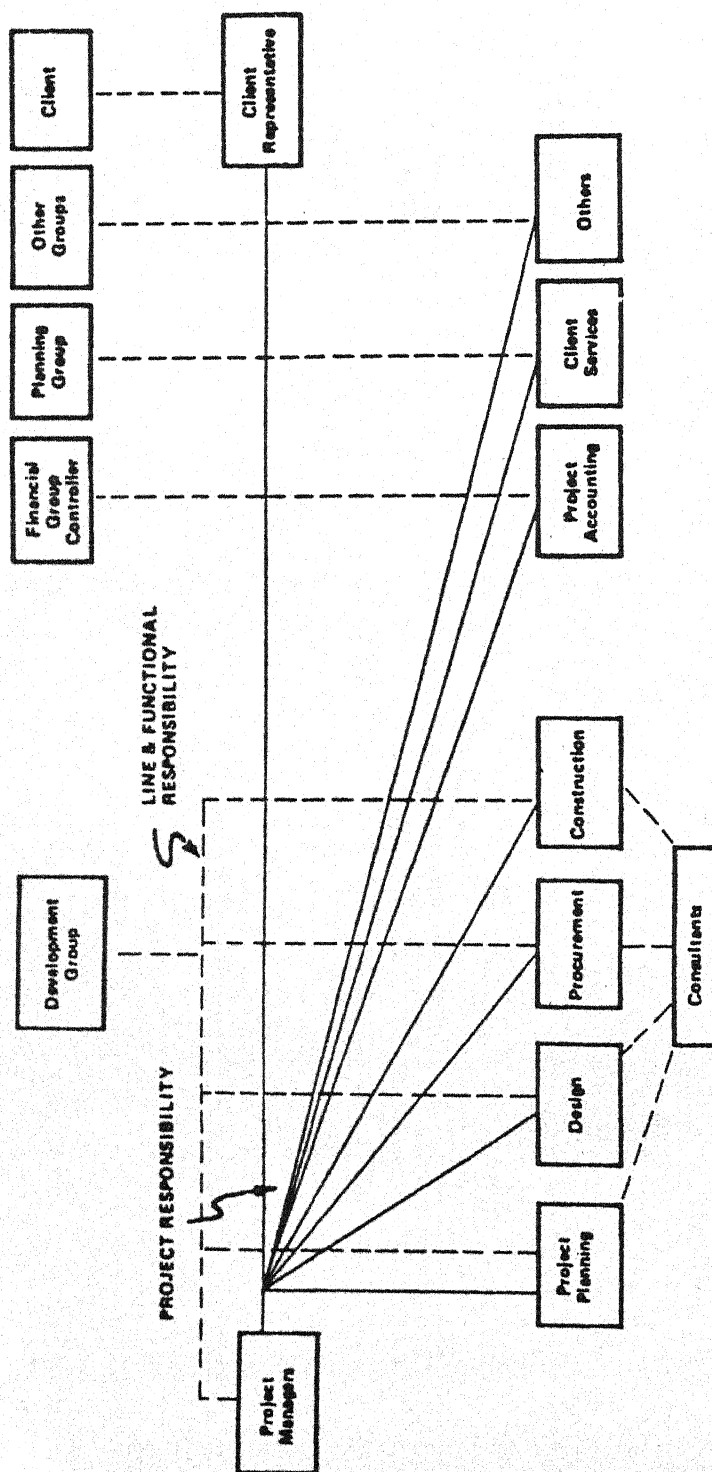 Development
Group
Financial
Group
Controller
Planning
Group
Other
Groups
Client
PROJECT RESPONSIBILITY
LINE & FUNCTIONAL
RESPONSIBILITY
Project
Managers
Client
Representative
Project
Planning
Design
Procurement
Construction
Project
Accounting
Client
Services
Others
Consultants